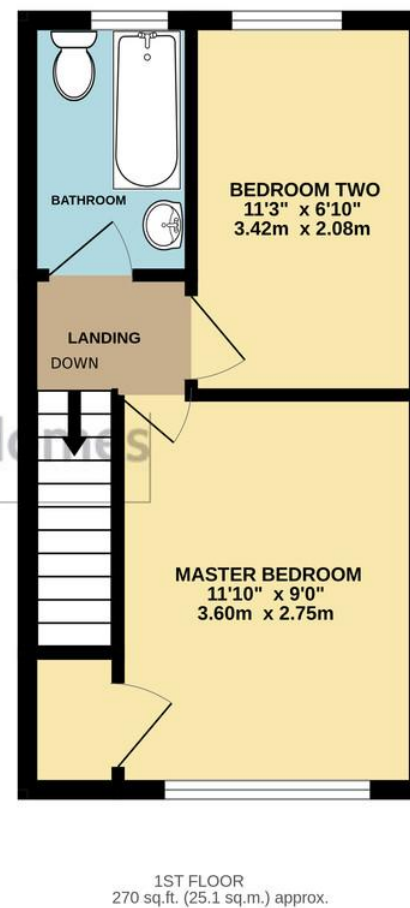 BATHROOM
BEDROOM TWO
11'3" x 6'10"
3.42m x 2.08m
LANDING
DOWN
MASTER BEDROOM
11'10" x 9'0"
3.60m x 2.75m
1ST FLOOR
270 sq.ft. (25.1 sq.m.) approx.